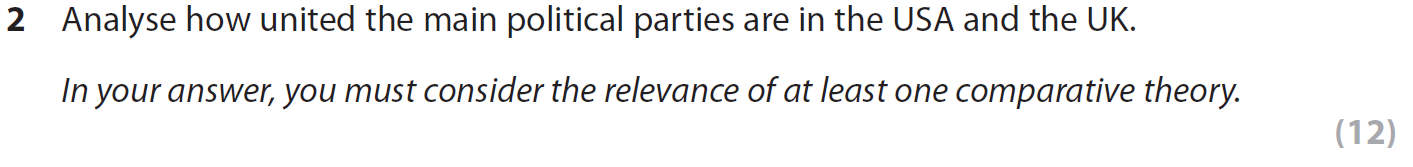 2 Analyse how united the main political parties are in the USA and the UK.
In your answer, you must consider the relevance of at least one comparative theory.
(12)